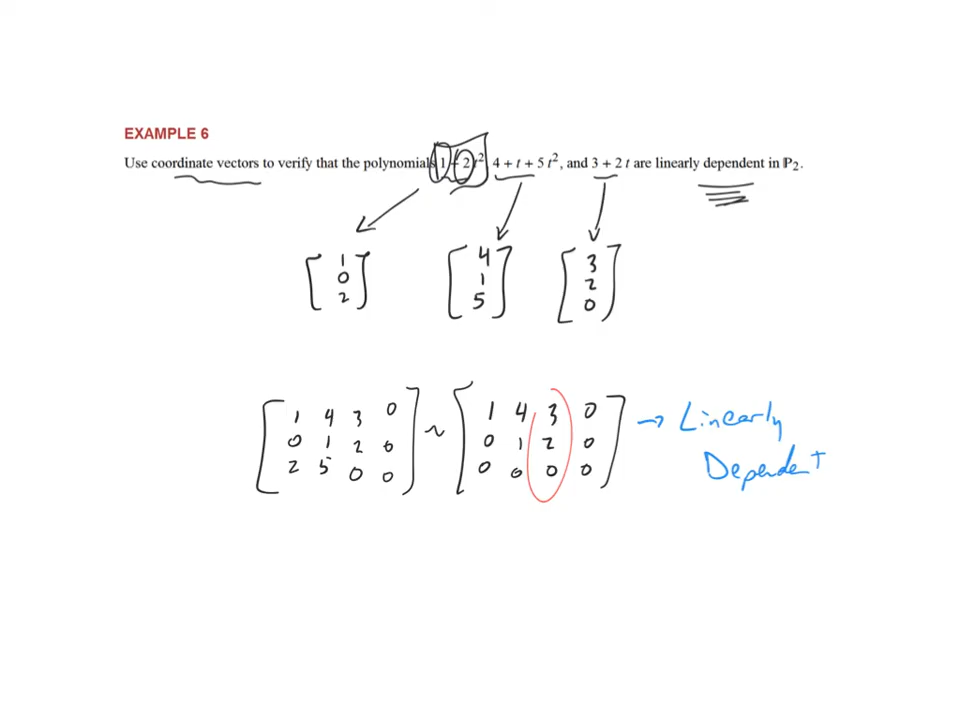 EXAMPLE 6
Use coordinate vectors to verify that the polynomials 1 + 2t², 4 + t + 5t², and 3 + 2t are linearly dependent in ℙ₂.
[1 0 2] [4 1 5] [3 2 0]
[1 4 3 0 ~ [1 4 3 0 → Linearly
0 1 2 0 0 1 2 0 Dependent
2 5 0 0] 0 0 0 0]